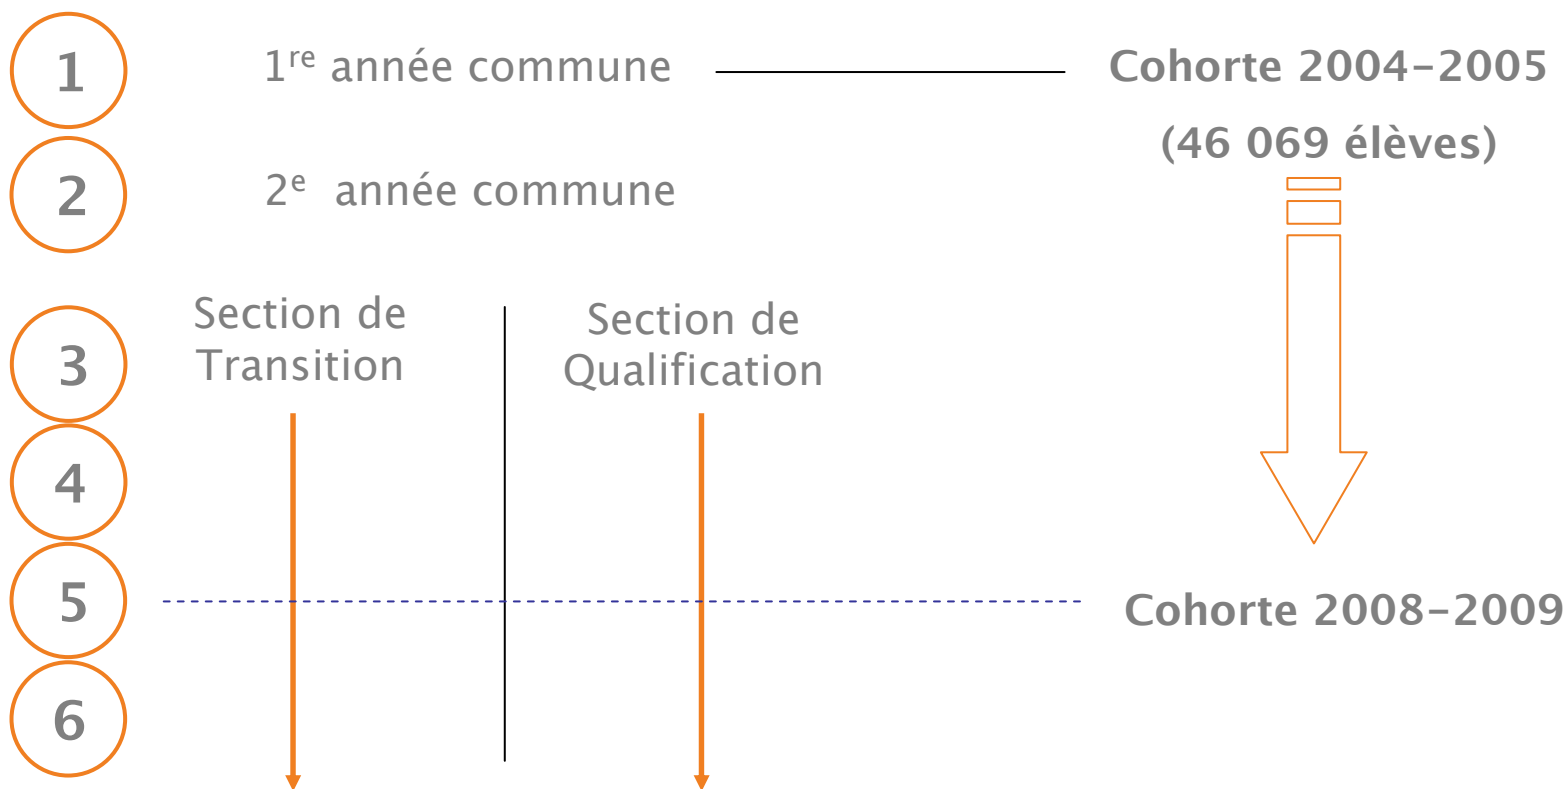 1
1re année commune
Cohorte 2004-2005
(46 069 élèves)
2
2e année commune
3
Section de
Transition
Section de
Qualification
4
5
Cohorte 2008-2009
6